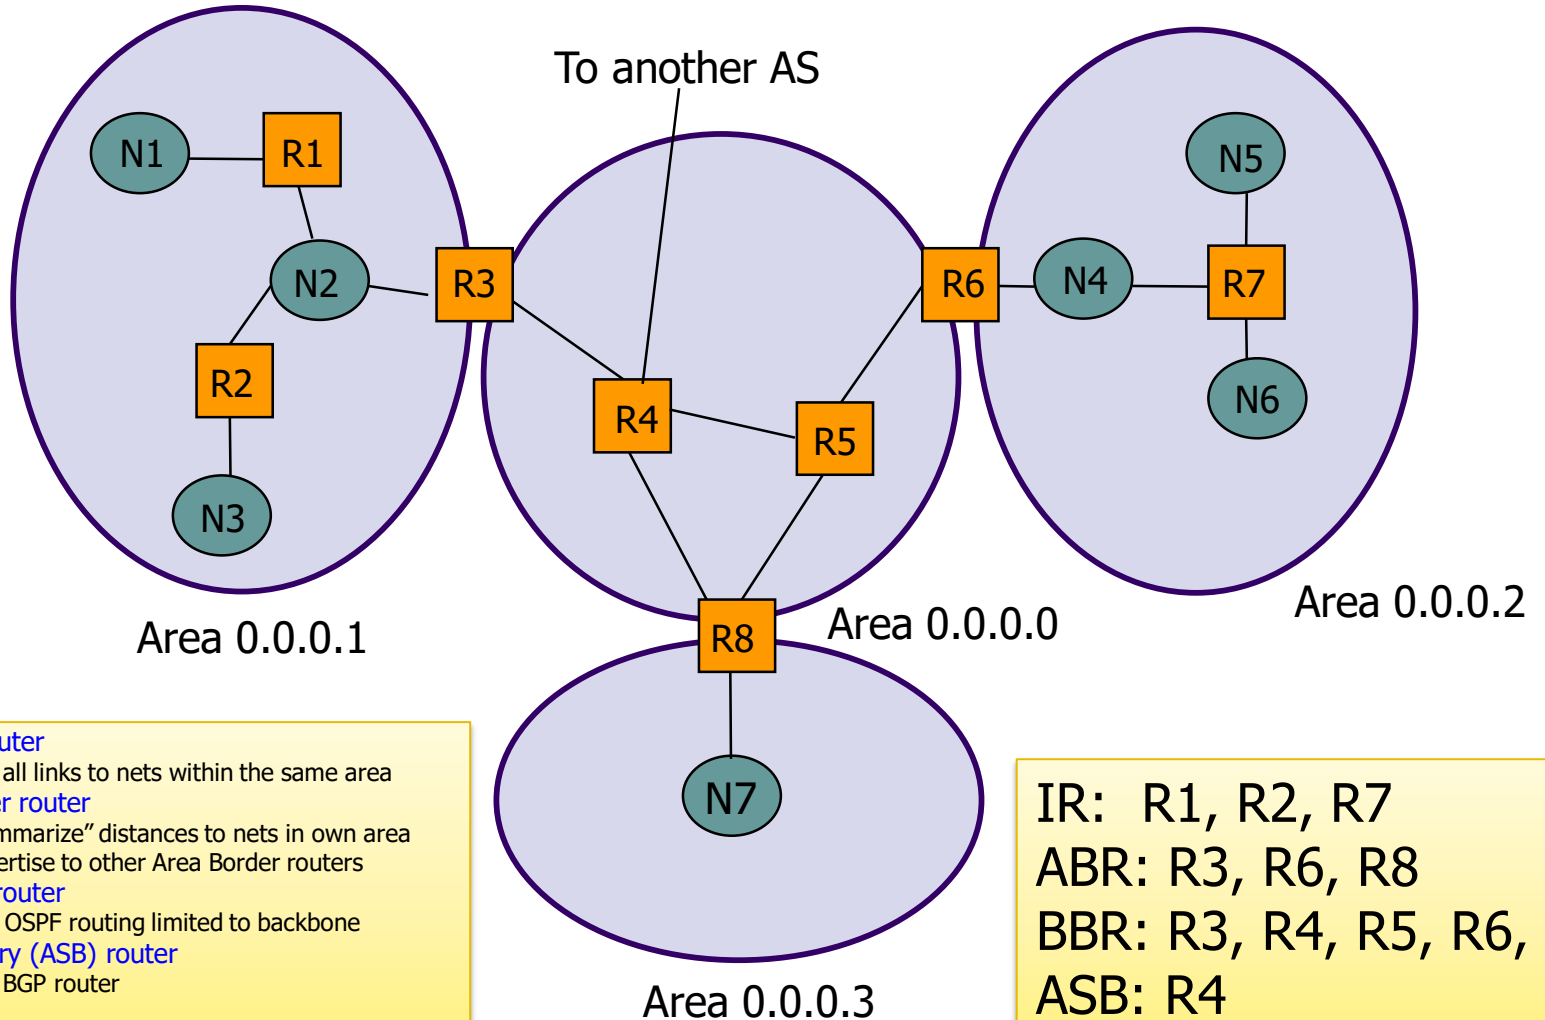 To another AS
N1
R1
N5
N2
R3
R6
N4
R7
R2
R4
R5
N6
N3
Area 0.0.0.1
R8
Area 0.0.0.0
Area 0.0.0.2
N7
Area 0.0.0.3
uter
all links to nets within the same area
er router
mmarize” distances to nets in own area
ertise to other Area Border routers
router
OSPF routing limited to backbone
ry (ASB) router
BGP router
IR: R1, R2, R7
ABR: R3, R6, R8
BBR: R3, R4, R5, R6,
ASB: R4